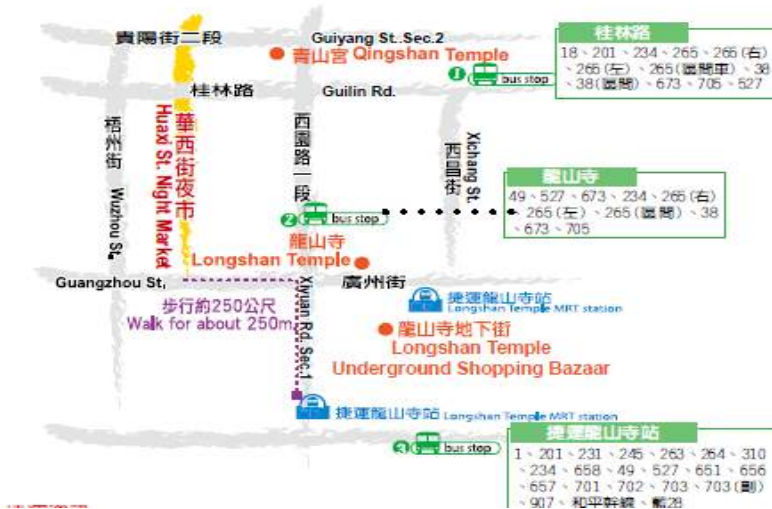 貴陽街二段
Guiyang St..Sec.2
青山宮 Qingshan Temple
1 bus stop
桂林路
18、201、234、265、265(右)
、265(左)、265(區間車)、38
、38(區間)、673、705、527
桂林路
Guilin Rd.
梧州街
Wuzhou St.
華西街夜市
Huaxi St. Night Market
西園路一段
Xiyuan Rd. Sec.1
Xichang St.
西昌街
2 bus stop
龍山寺
49、527、673、234、265(右)
、265(左)、265(區間)、38
、673、705
龍山寺
Longshan Temple
Guangzhou St.
廣州街
步行約250公尺
Walk for about 250m
捷運龍山寺站
Longshan Temple MRT station
龍山寺地下街
Longshan Temple
Underground Shopping Bazaar
捷運龍山寺站 Longshan Temple MRT station
3 bus stop
捷運龍山寺站
1、201、231、245、263、264、310
、234、658、49、527、651、656
、657、701、702、703、703(副)
、907、和平幹線、藍28